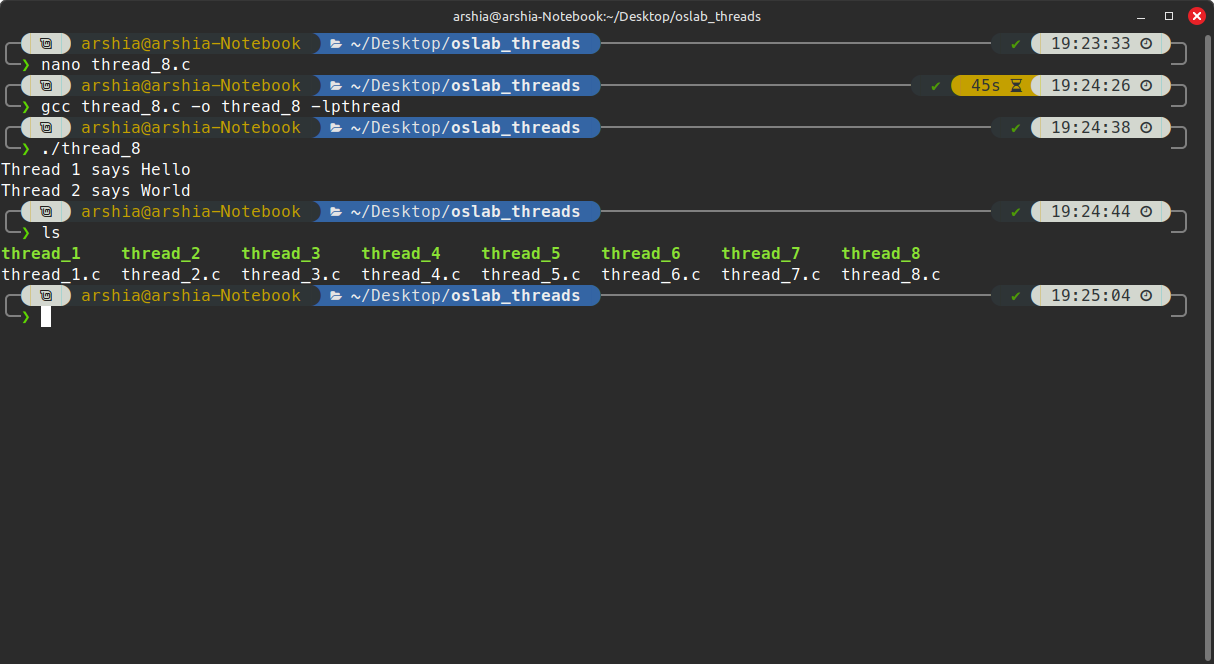 arshia@arshia-Notebook:~/Desktop/oslab_threads
arshia@arshia-Notebook ~/Desktop/oslab_threads ✔ 19:23:33
❯ nano thread_8.c
arshia@arshia-Notebook ~/Desktop/oslab_threads ✔ 45s 19:24:26
❯ gcc thread_8.c -o thread_8 -lpthread
arshia@arshia-Notebook ~/Desktop/oslab_threads ✔ 19:24:38
❯ ./thread_8
Thread 1 says Hello
Thread 2 says World
arshia@arshia-Notebook ~/Desktop/oslab_threads ✔ 19:24:44
❯ ls
thread_1 thread_2 thread_3 thread_4 thread_5 thread_6 thread_7 thread_8
thread_1.c thread_2.c thread_3.c thread_4.c thread_5.c thread_6.c thread_7.c thread_8.c
arshia@arshia-Notebook ~/Desktop/oslab_threads ✔ 19:25:04
❯